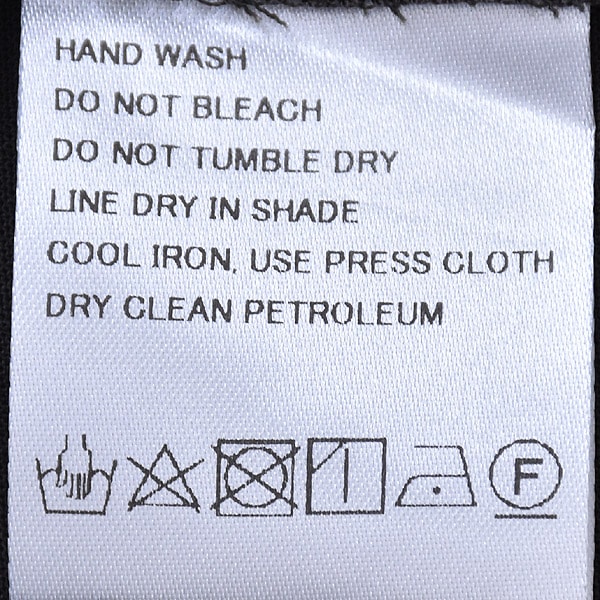 HAND WASH
DO NOT BLEACH
DO NOT TUMBLE DRY
LINE DRY IN SHADE
COOL IRON, USE PRESS CLOTH
DRY CLEAN PETROLEUM
F